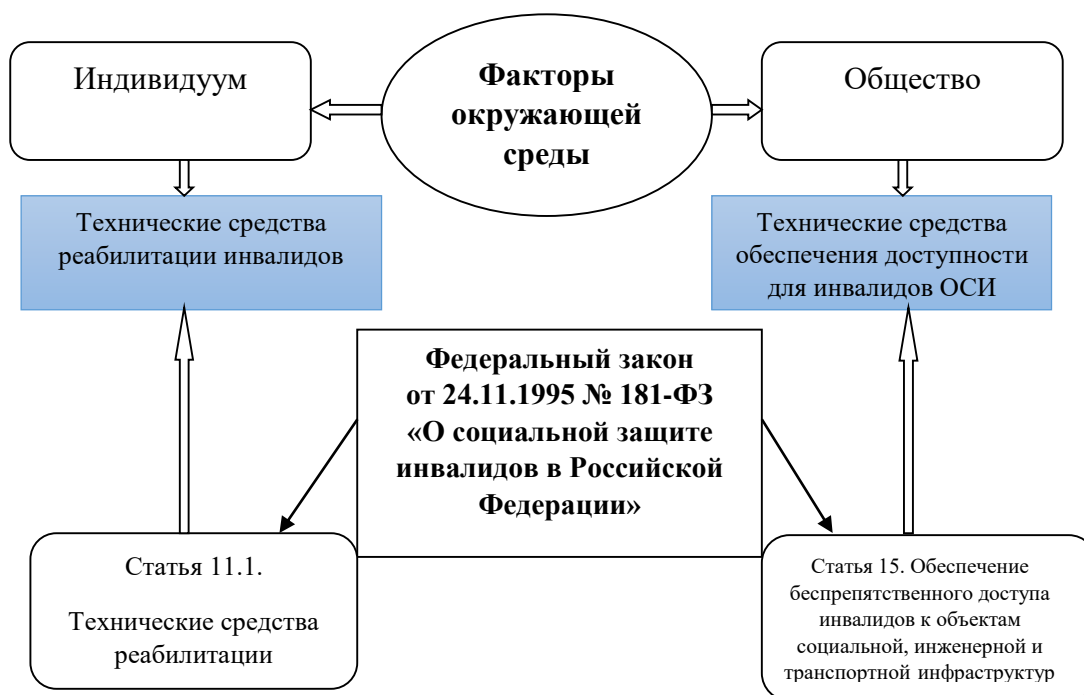 Индивидуум
Факторы
окружающей
среды
Общество
Технические средства
реабилитации инвалидов
Технические средства
обеспечения доступности
для инвалидов ОСИ
Федеральный закон
от 24.11.1995 № 181-ФЗ
«О социальной защите
инвалидов в Российской
Федерации»
Статья 11.1.
Технические средства
реабилитации
Статья 15. Обеспечение
беспрепятственного доступа
инвалидов к объектам
социальной, инженерной и
транспортной инфраструктур